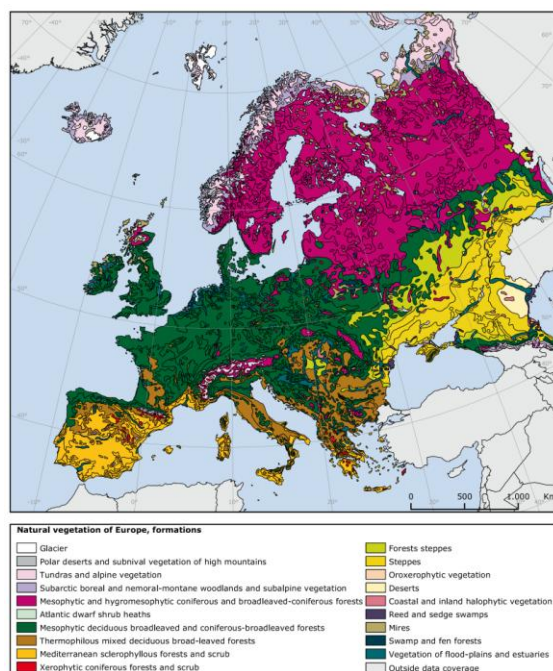 0 500 1,000 Km
Natural vegetation of Europe, formations
Glacier
Polar deserts and subnival vegetation of high mountains
Tundras and alpine vegetation
Subarctic boreal and nemoral-montane woodlands and subalpine vegetation
Mesophytic and hygromesophytic coniferous and broadleaved-coniferous forests
Atlantic dwarf shrub heaths
Mesophytic deciduous broadleaved and coniferous-broadleaved forests
Thermophilous mixed deciduous broad-leaved forests
Mediterranean sclerophyllous forests and scrub
Xerophytic coniferous forests and scrub
Forests steppes
Steppes
Oroxerophytic vegetation
Deserts
Coastal and inland halophytic vegetation
Reed and sedge swamps
Mires
Swamp and fen forests
Vegetation of flood-plains and estuaries
Outside data coverage